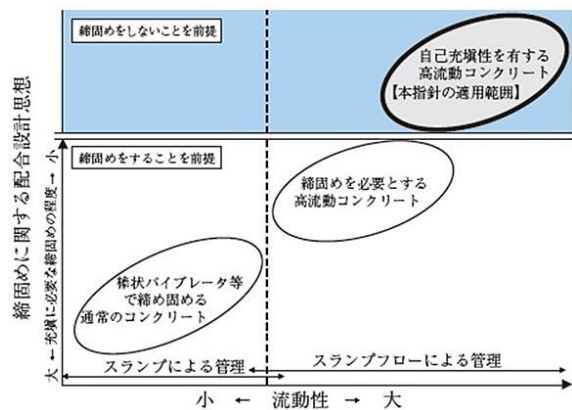 締固めをしないことを前提
自己充塡性を有する
高流動コンクリート
【本指針の適用範囲】
締固めをすることを前提
締固めを必要とする
高流動コンクリート
棒状バイブレータ等
で締め固める
通常のコンクリート
スランプによる管理
スランプフローによる管理
小 ← 流動性 → 大
締固めに関する配合設計思想
大 ← 充塡に必要な締固めの程度 → 小